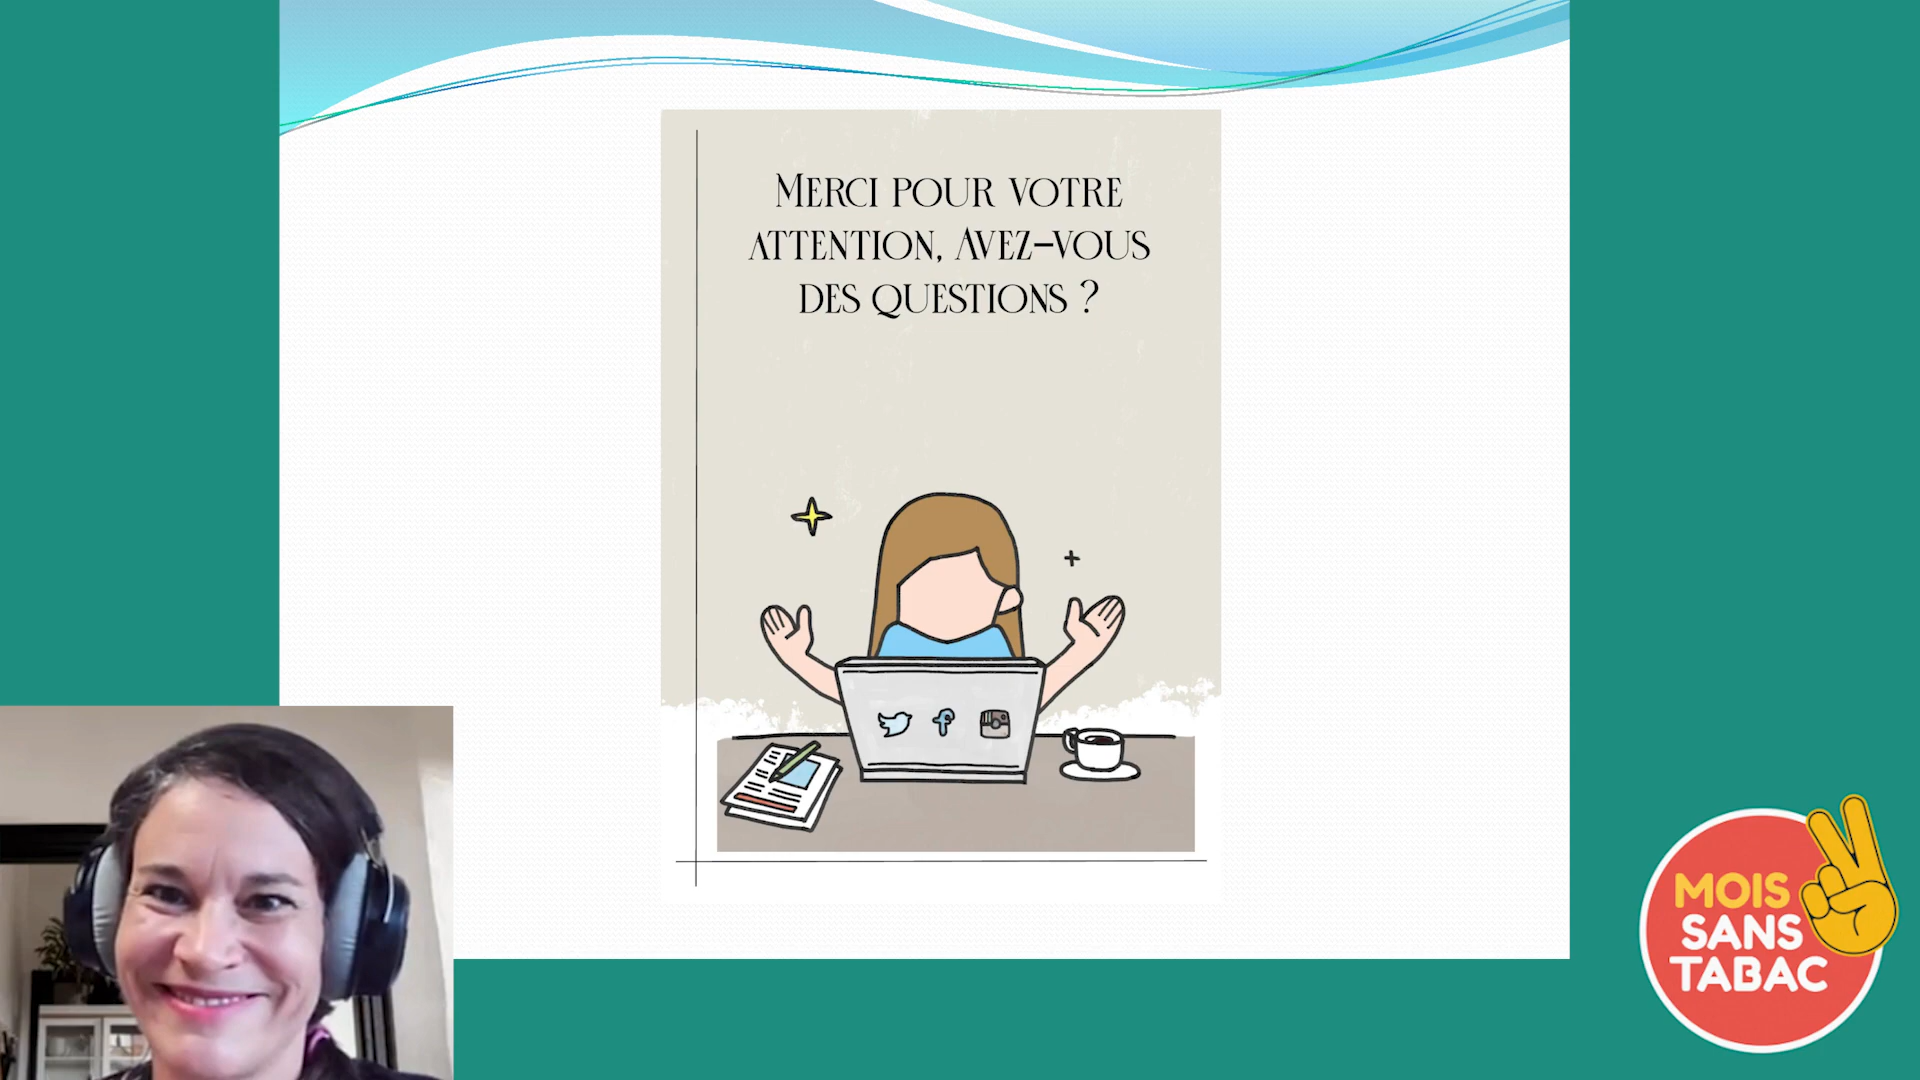 MERCI POUR VOTRE
ATTENTION, AVEZ-VOUS
DES QUESTIONS ?
MOIS
SANS
TABAC